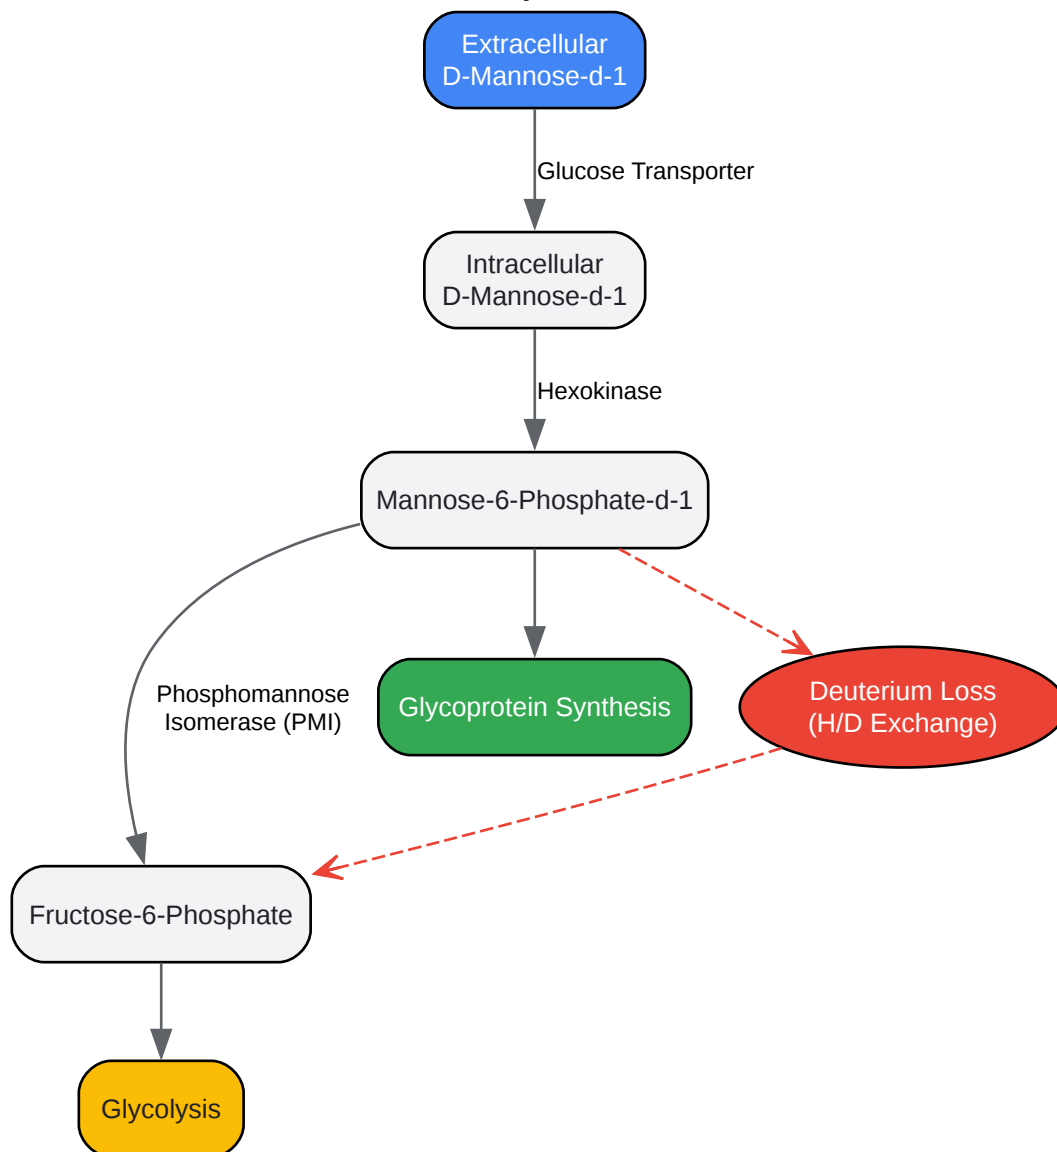 Extracellular
D-Mannose-d-1
Glucose Transporter
Intracellular
D-Mannose-d-1
Hexokinase
Mannose-6-Phosphate-d-1
Phosphomannose
Isomerase (PMI)
Glycoprotein Synthesis
Deuterium Loss
(H/D Exchange)
Fructose-6-Phosphate
Glycolysis